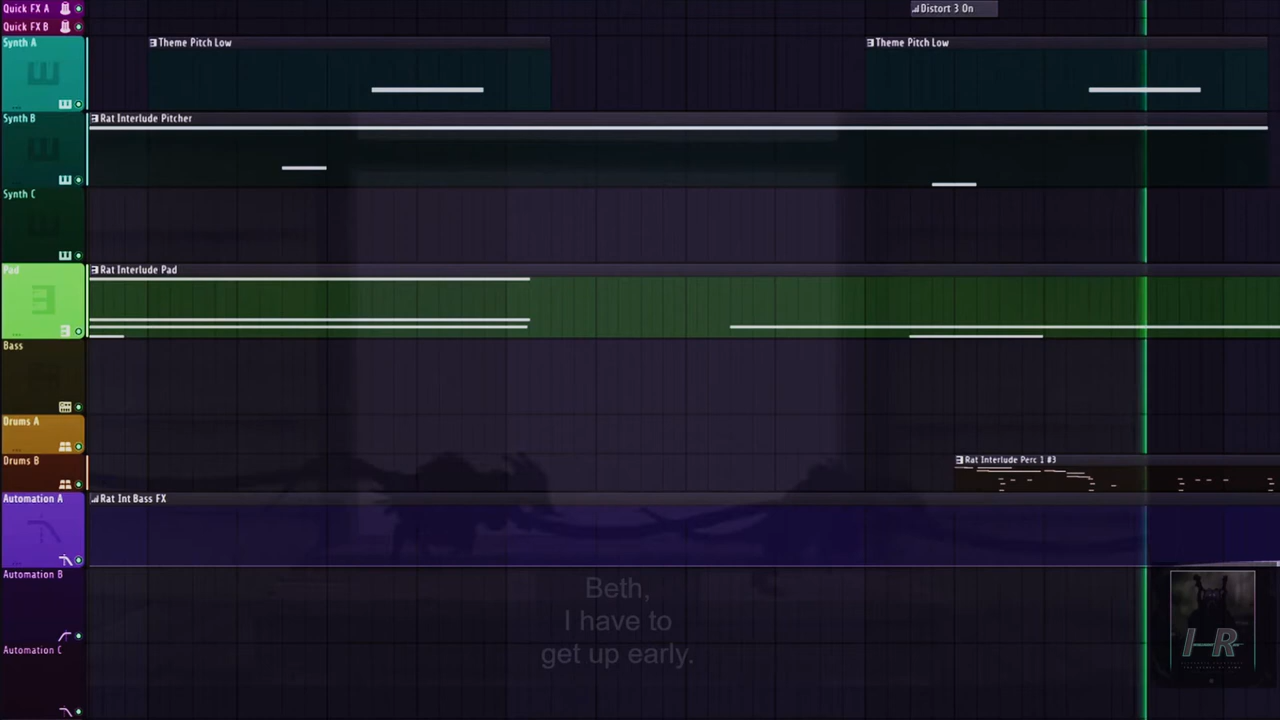 Quick FX A
Distort 3 On
Quick FX B
Synth A
Theme Pitch Low
Theme Pitch Low
Synth B
Rat Interlude Pitcher
Synth C
Pad
Rat Interlude Pad
Bass
Drums A
Drums B
Rat Interlude Perc 1 #3
Automation A
Rat Int Bass FX
Automation B
Beth,
I have to
get up early.
Automation C
I-R